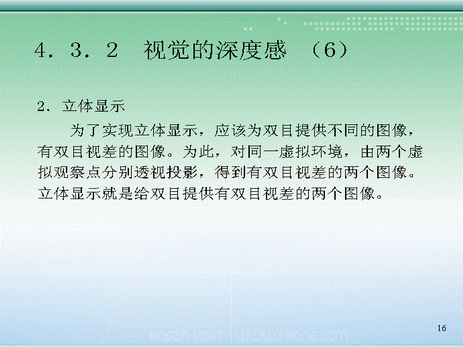 4．3．2　视觉的深度感　（6）
2．立体显示
为了实现立体显示，应该为双目提供不同的图像，
有双目视差的图像。为此，对同一虚拟环境，由两个虚
拟观察点分别透视投影，得到有双目视差的两个图像。
立体显示就是给双目提供有双目视差的两个图像。
16